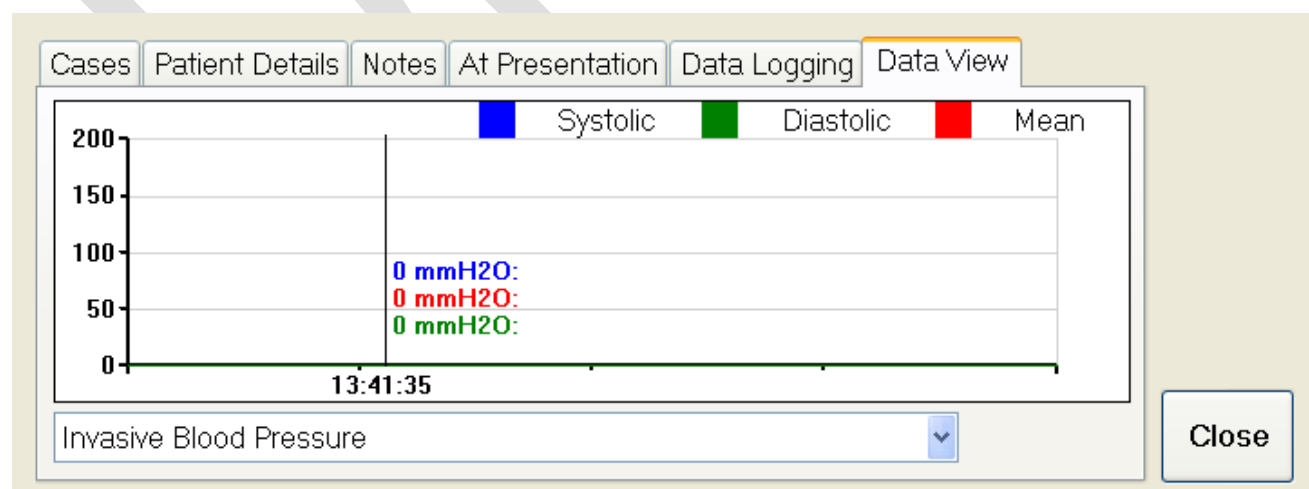 Cases Patient Details Notes At Presentation Data Logging Data View
Systolic Diastolic Mean
200
150
100
0 mmH2O:
0 mmH2O:
50
0 mmH2O:
0
13:41:35
Invasive Blood Pressure
Close